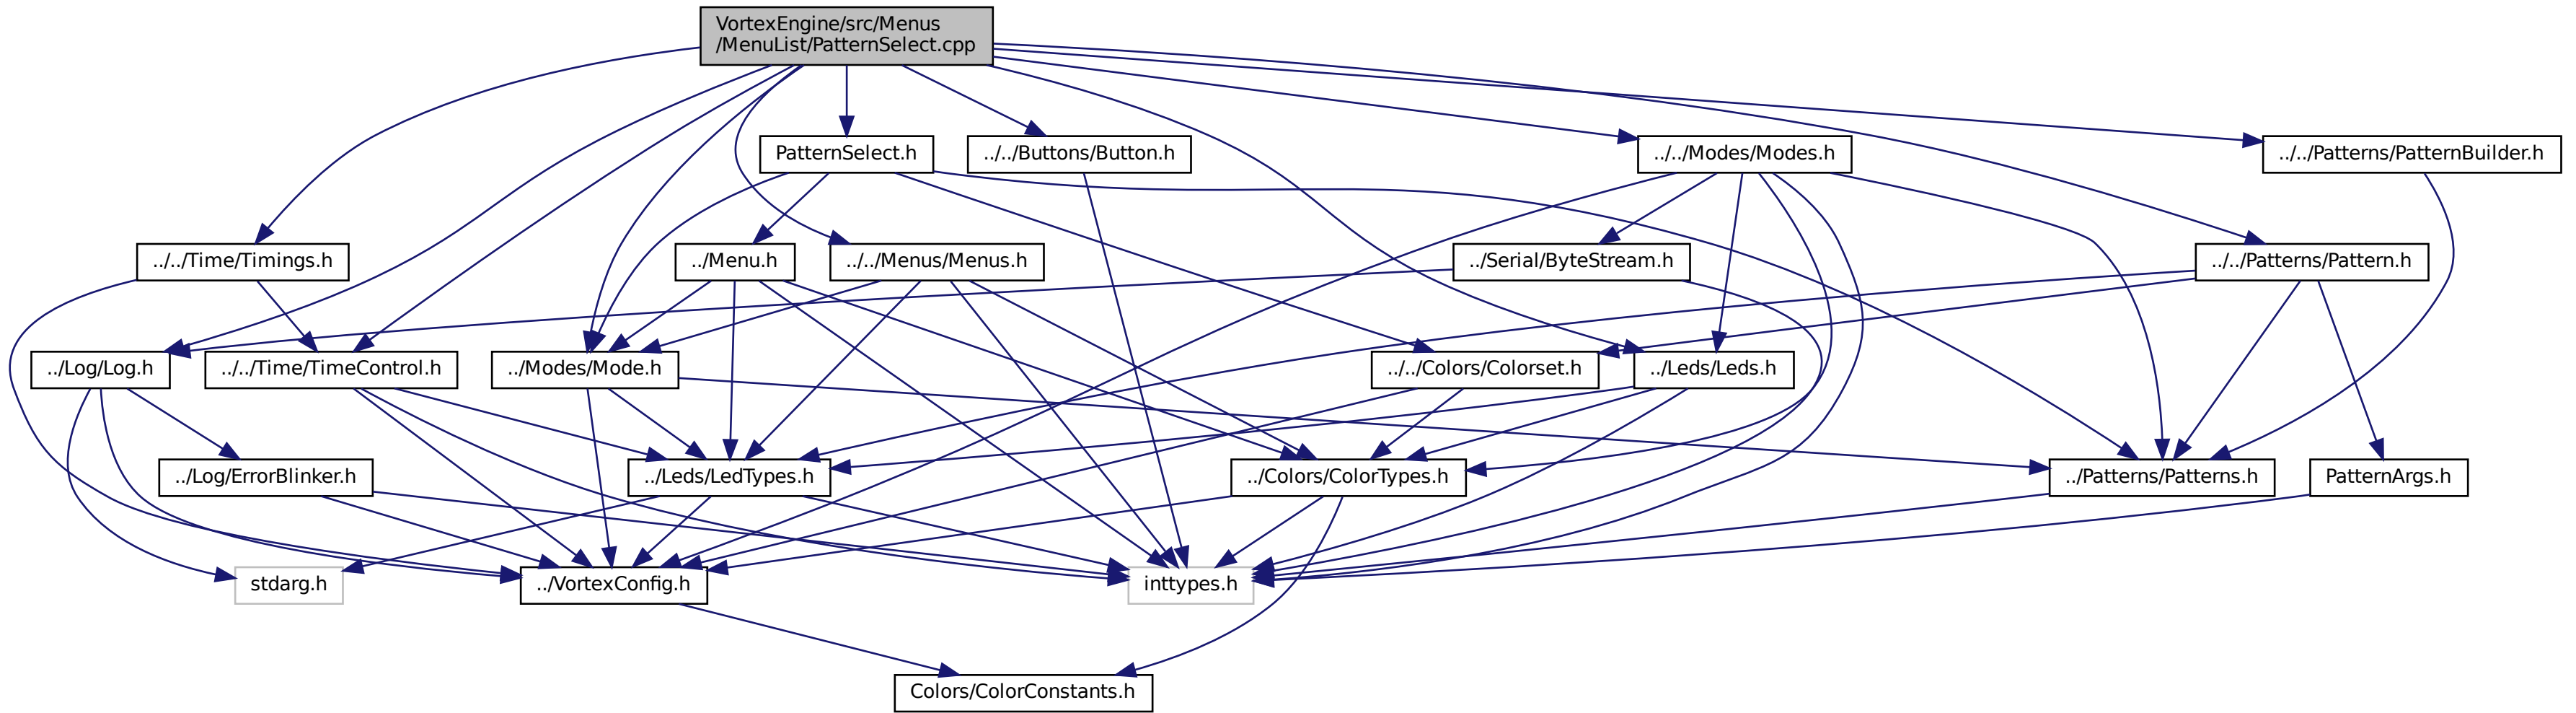 VortexEngine/src/Menus
/MenuList/PatternSelect.cpp
PatternSelect.h
../../Buttons/Button.h
../../Modes/Modes.h
../../Patterns/PatternBuilder.h
../../Time/Timings.h
../Menu.h
../../Menus/Menus.h
../Serial/ByteStream.h
../../Patterns/Pattern.h
../Log/Log.h
../../Time/TimeControl.h
../Modes/Mode.h
../../Colors/Colorset.h
../Leds/Leds.h
../Log/ErrorBlinker.h
../Leds/LedTypes.h
../Colors/ColorTypes.h
../Patterns/Patterns.h
PatternArgs.h
stdarg.h
../VortexConfig.h
inttypes.h
Colors/ColorConstants.h